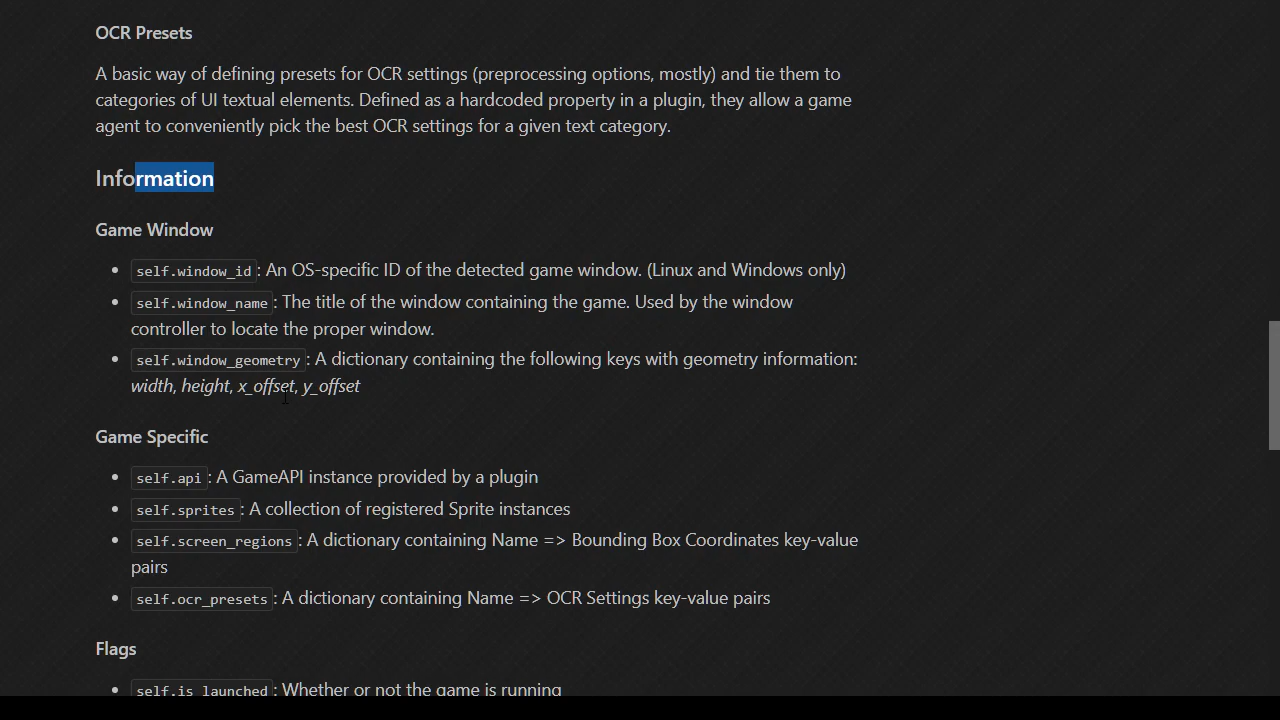 OCR Presets
A basic way of defining presets for OCR settings (preprocessing options, mostly) and tie them to
categories of UI textual elements. Defined as a hardcoded property in a plugin, they allow a game
agent to conveniently pick the best OCR settings for a given text category.
Information
Game Window
• self.window_id: An OS-specific ID of the detected game window. (Linux and Windows only)
• self.window_name: The title of the window containing the game. Used by the window
controller to locate the proper window.
• self.window_geometry: A dictionary containing the following keys with geometry information:
width, height, x_offset, y_offset
Game Specific
• self.api: A GameAPI instance provided by a plugin
• self.sprites: A collection of registered Sprite instances
• self.screen_regions: A dictionary containing Name => Bounding Box Coordinates key-value
pairs
• self.ocr_presets: A dictionary containing Name => OCR Settings key-value pairs
Flags
• self.is_launched: Whether or not the game is running